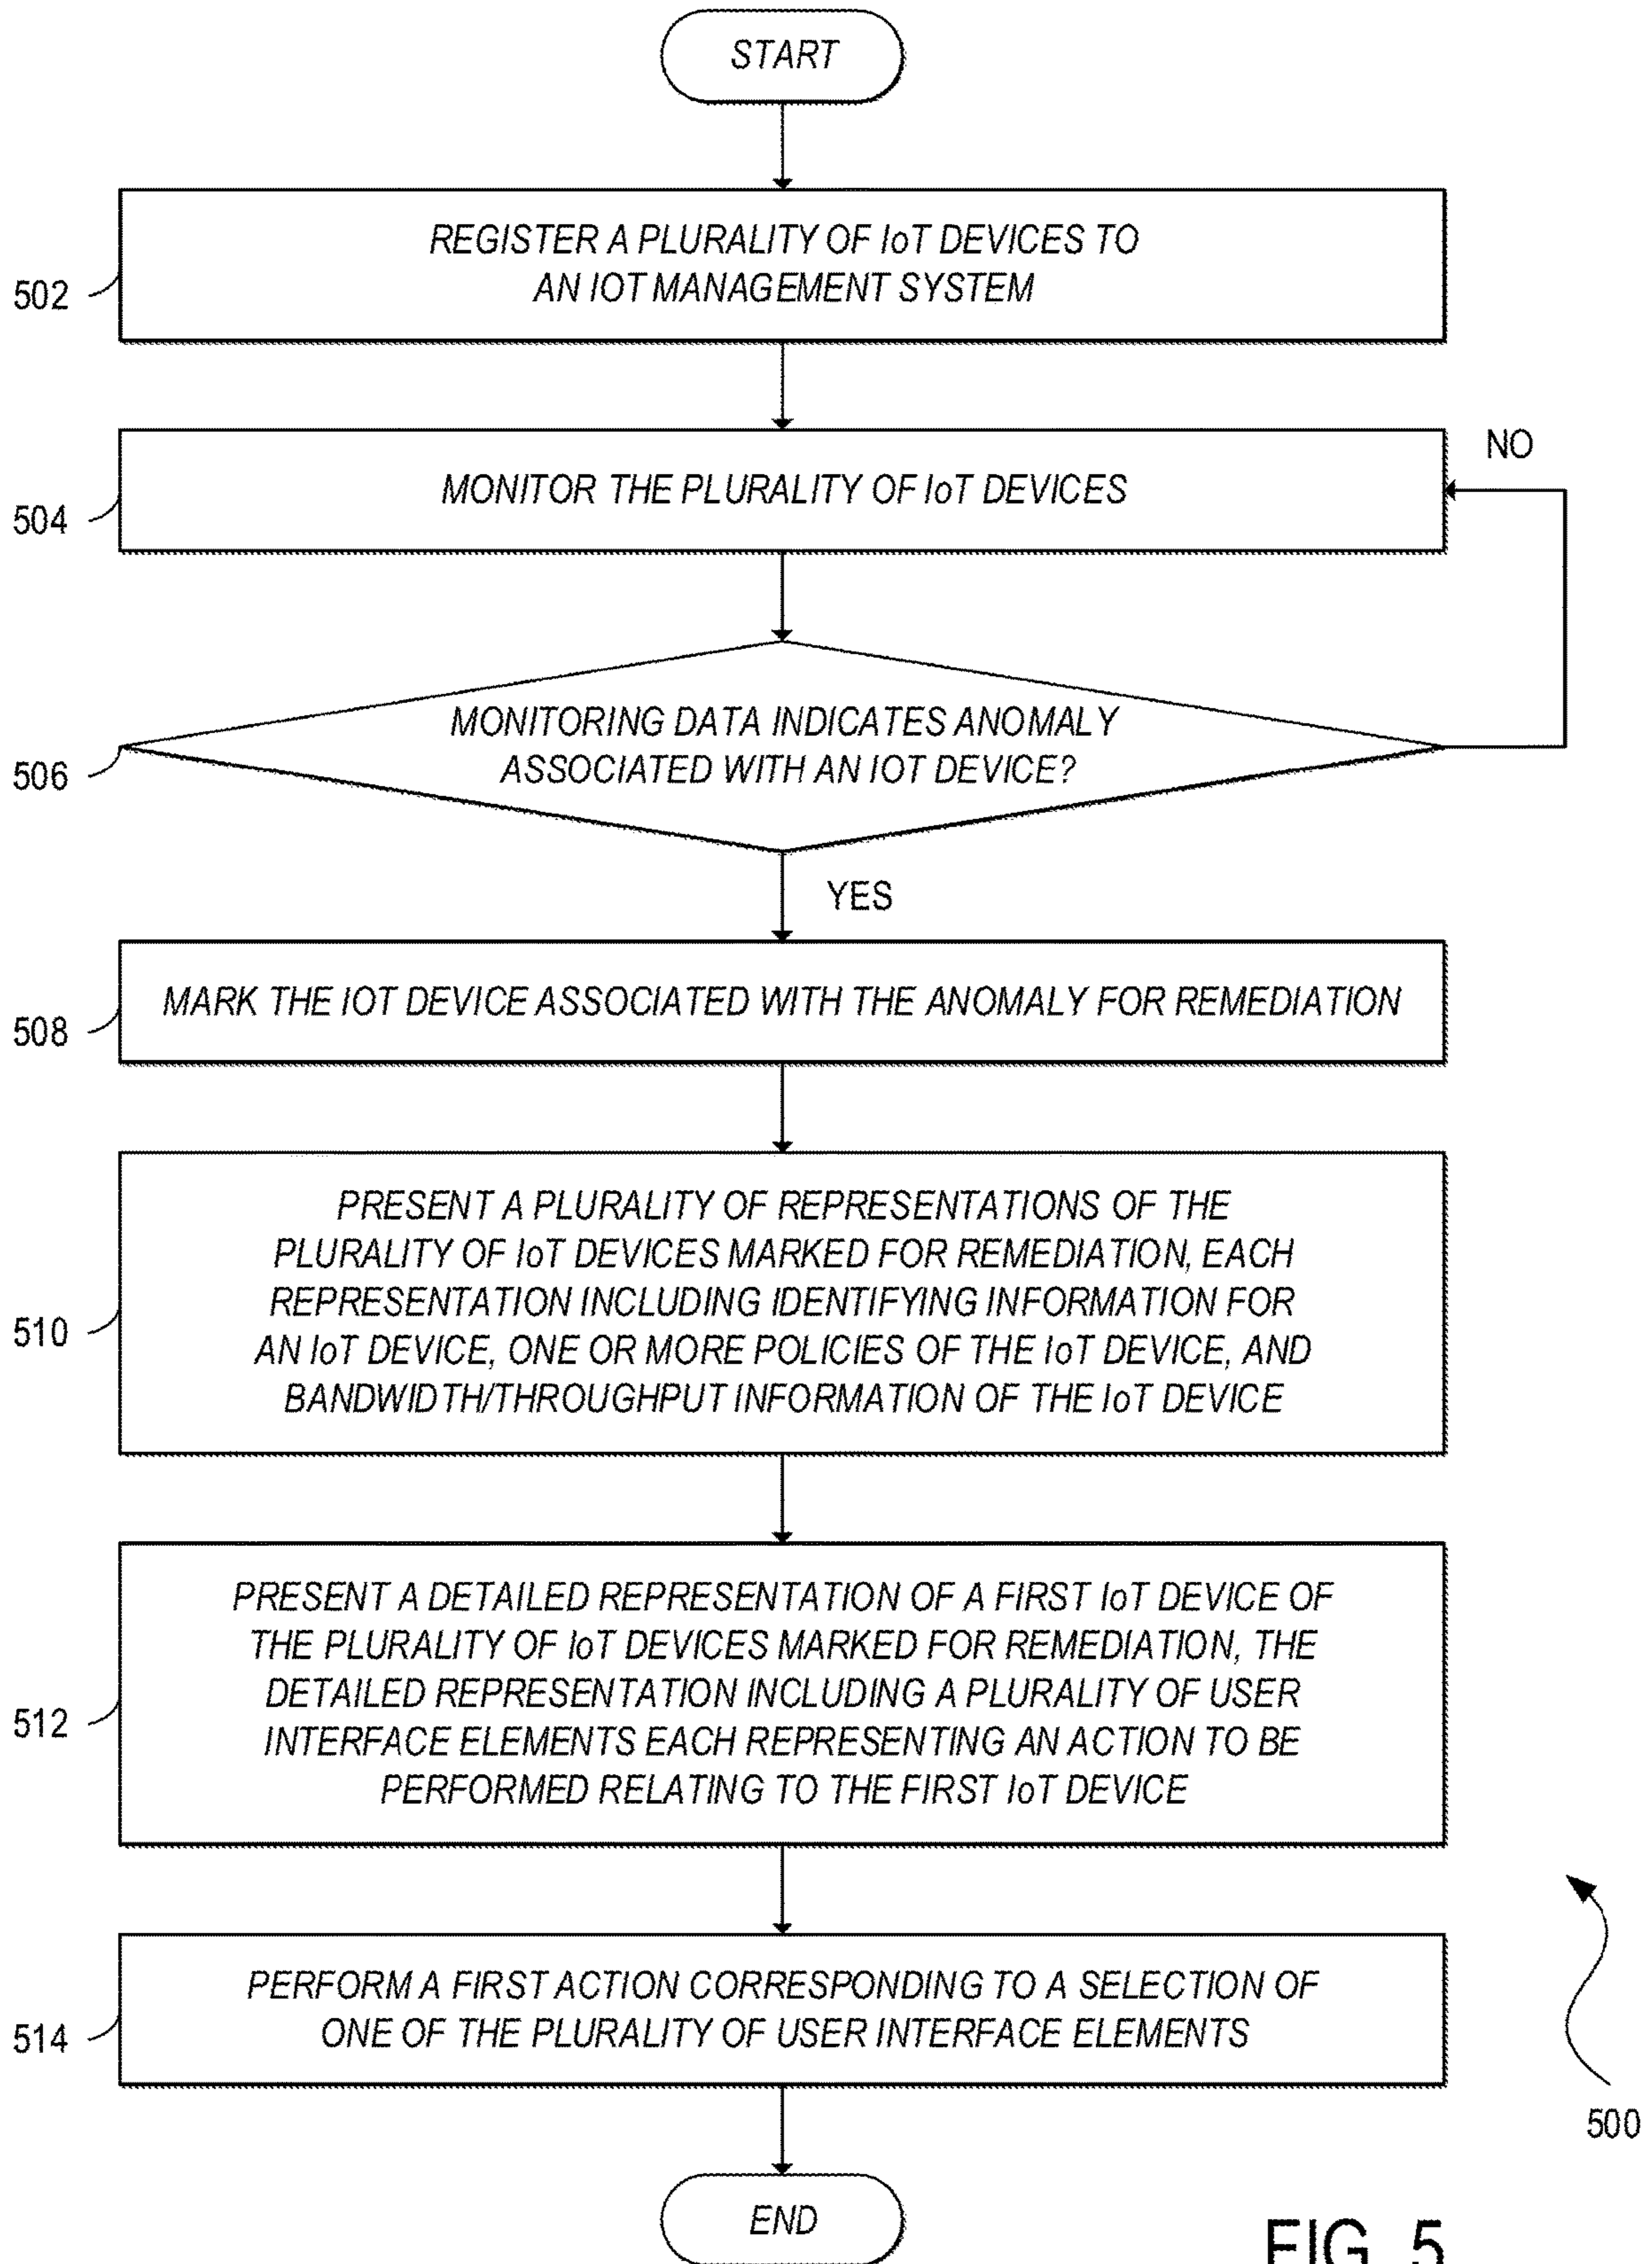 START
REGISTER A PLURALITY OF IoT DEVICES TO
AN IOT MANAGEMENT SYSTEM
502
MONITOR THE PLURALITY OF IoT DEVICES
NO
504
MONITORING DATA INDICATES ANOMALY
ASSOCIATED WITH AN IOT DEVICE?
506
YES
MARK THE IOT DEVICE ASSOCIATED WITH THE ANOMALY FOR REMEDIATION
508
PRESENT A PLURALITY OF REPRESENTATIONS OF THE
PLURALITY OF IoT DEVICES MARKED FOR REMEDIATION, EACH
REPRESENTATION INCLUDING IDENTIFYING INFORMATION FOR
AN IoT DEVICE, ONE OR MORE POLICIES OF THE IoT DEVICE, AND
BANDWIDTH/THROUGHPUT INFORMATION OF THE IoT DEVICE
510
PRESENT A DETAILED REPRESENTATION OF A FIRST IoT DEVICE OF
THE PLURALITY OF IoT DEVICES MARKED FOR REMEDIATION, THE
DETAILED REPRESENTATION INCLUDING A PLURALITY OF USER
INTERFACE ELEMENTS EACH REPRESENTING AN ACTION TO BE
PERFORMED RELATING TO THE FIRST IoT DEVICE
512
PERFORM A FIRST ACTION CORRESPONDING TO A SELECTION OF
ONE OF THE PLURALITY OF USER INTERFACE ELEMENTS
514
500
END
FIG. 5